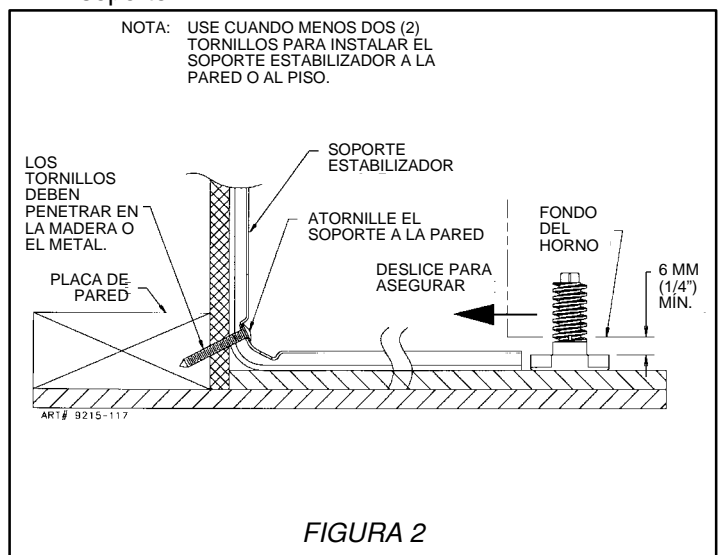 Soporte
NOTA: USE CUANDO MENOS DOS (2)
TORNILLOS PARA INSTALAR EL
SOPORTE ESTABILIZADOR A LA
PARED O AL PISO.
LOS
TORNILLOS
DEBEN
PENETRAR EN
LA MADERA O
EL METAL.
PLACA DE
PARED
SOPORTE
ESTABILIZADOR
ATORNILLE EL
SOPORTE A LA PARED
DESLICE PARA
ASEGURAR
FONDO
DEL
HORNO
6 MM
(1/4")
MÍN.
ART# 9215-117
FIGURA 2